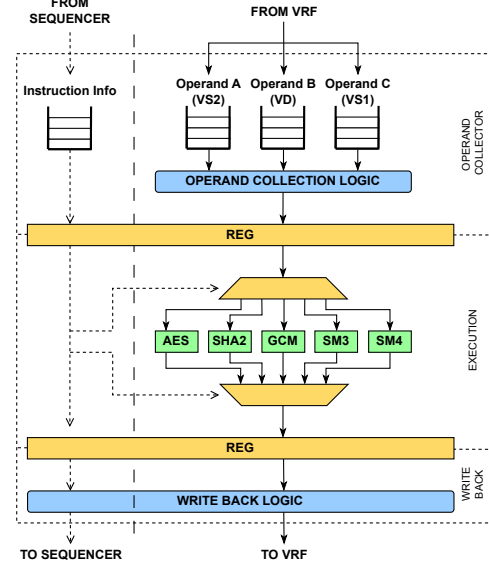 FROM
SEQUENCER
FROM VRF
Instruction Info
Operand A
(VS2)
Operand B
(VD)
Operand C
(VS1)
OPERAND
COLLECTOR
OPERAND COLLECTION LOGIC
REG
EXECUTION
AES
SHA2
GCM
SM3
SM4
REG
WRITE
BACK
WRITE BACK LOGIC
TO SEQUENCER
TO VRF